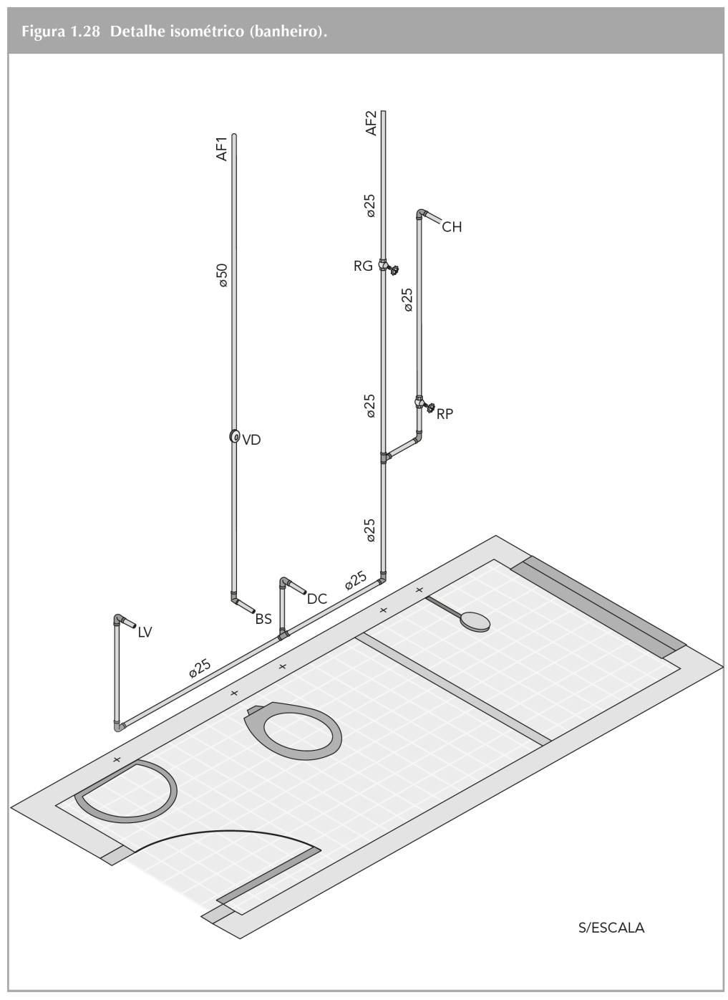 Figura 1.28 Detalhe isométrico (banheiro).
AF2
AF1
ø25
CH
RG
ø50
ø25
ø25
RP
VD
ø25
ø25
DC
BS
LV
ø25
S/ESCALA